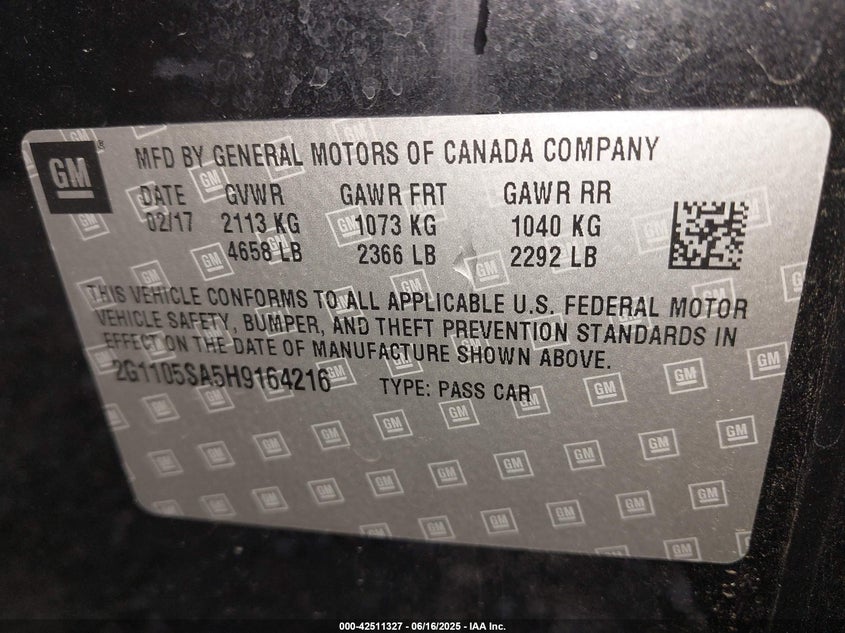 GM
MFD BY GENERAL MOTORS OF CANADA COMPANY
DATE GVWR GAWR FRT GAWR RR
02/17 2113 KG 1073 KG 1040 KG
4658 LB 2366 LB 2292 LB
THIS VEHICLE CONFORMS TO ALL APPLICABLE U.S. FEDERAL MOTOR
VEHICLE SAFETY, BUMPER, AND THEFT PREVENTION STANDARDS IN
EFFECT ON THE DATE OF MANUFACTURE SHOWN ABOVE.
2G1105SA5H9164216 TYPE: PASS CAR
000-42511327 - 06/16/2025 - IAA Inc.